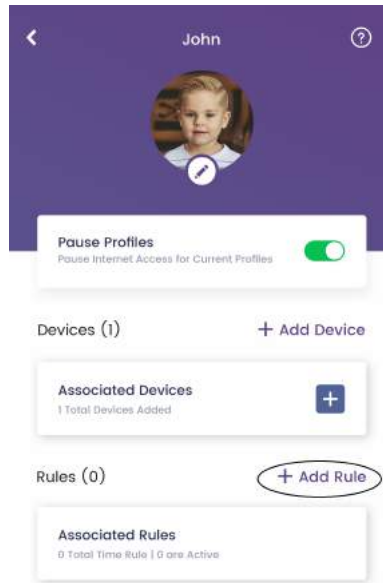 John
Pause Profiles
Pause Internet Access for Current Profiles
Devices (1)
+ Add Device
Associated Devices
1 Total Devices Added
Rules (0)
+ Add Rule
Associated Rules
0 Total Time Rule | 0 are Active